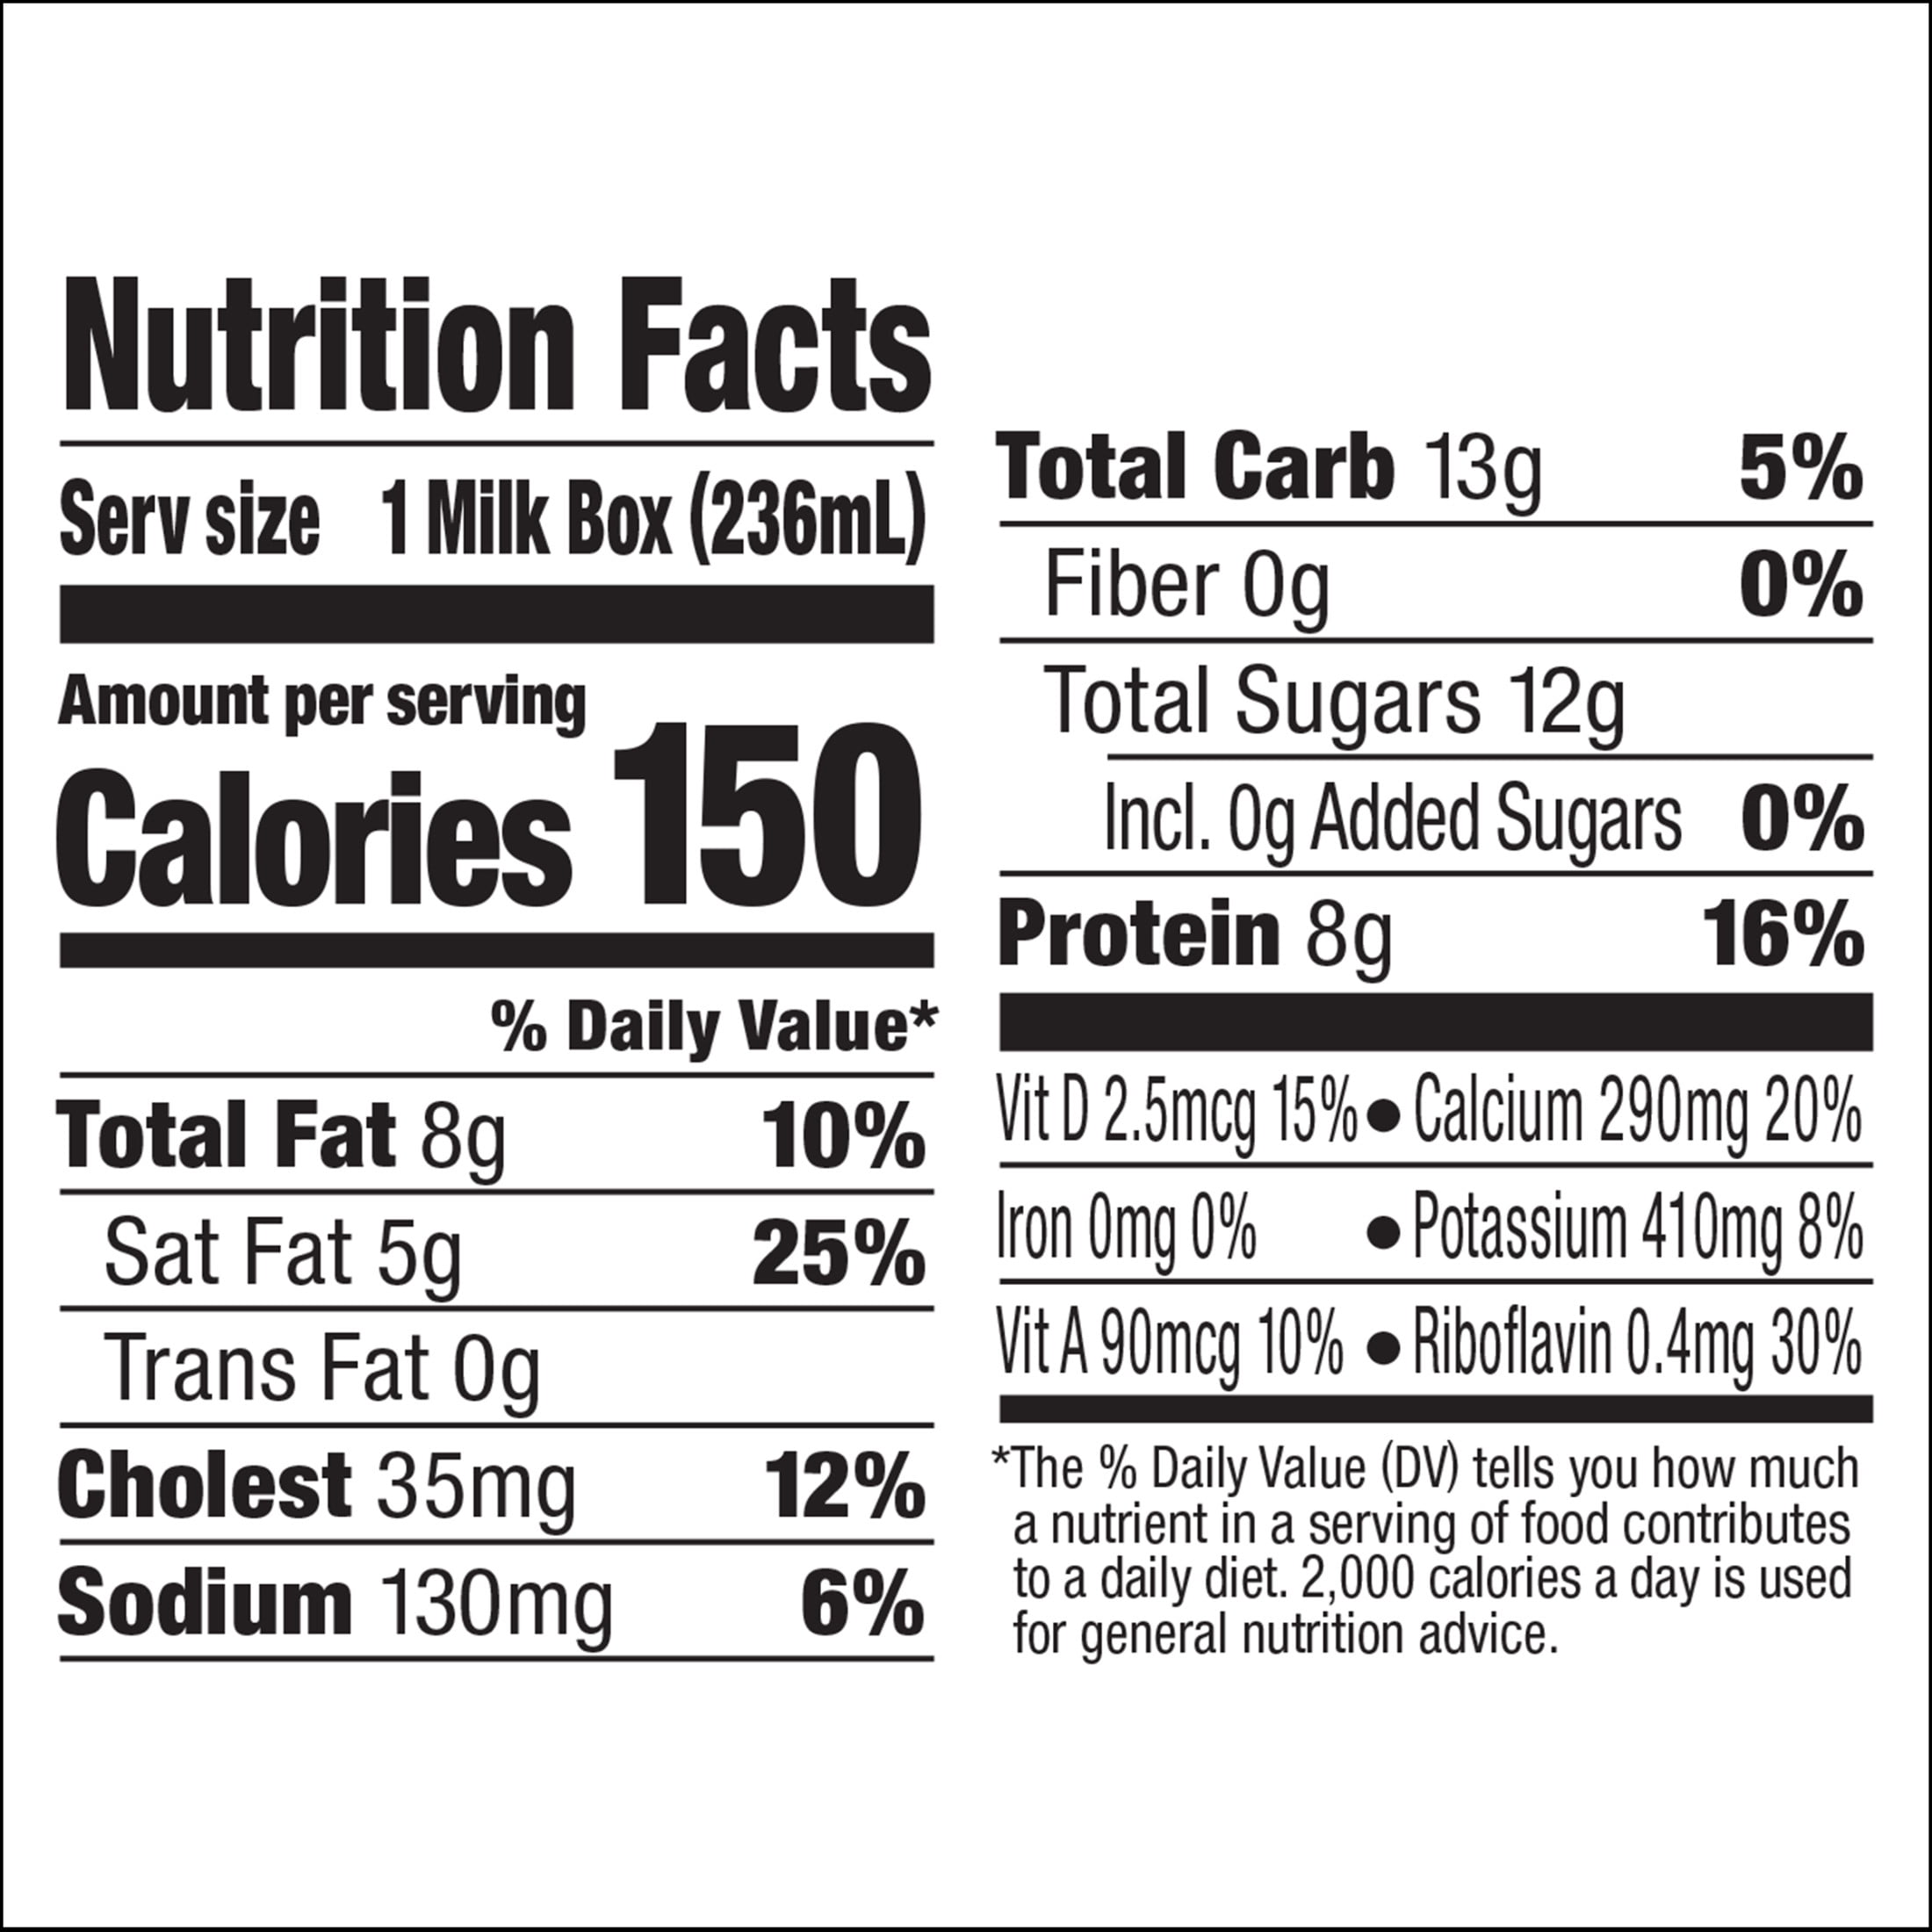 Nutrition Facts
Serv size 1 Milk Box (236mL)
Amount per serving
Calories 150
% Daily Value*
Total Fat 8g 10%
Sat Fat 5g 25%
Trans Fat 0g
Cholest 35mg 12%
Sodium 130mg 6%
Total Carb 13g 5%
Fiber 0g 0%
Total Sugars 12g
Incl. 0g Added Sugars 0%
Protein 8g 16%
Vit D 2.5mcg 15% ● Calcium 290mg 20%
Iron 0mg 0% ● Potassium 410mg 8%
Vit A 90mcg 10% ● Riboflavin 0.4mg 30%
*The % Daily Value (DV) tells you how much
a nutrient in a serving of food contributes
to a daily diet. 2,000 calories a day is used
for general nutrition advice.